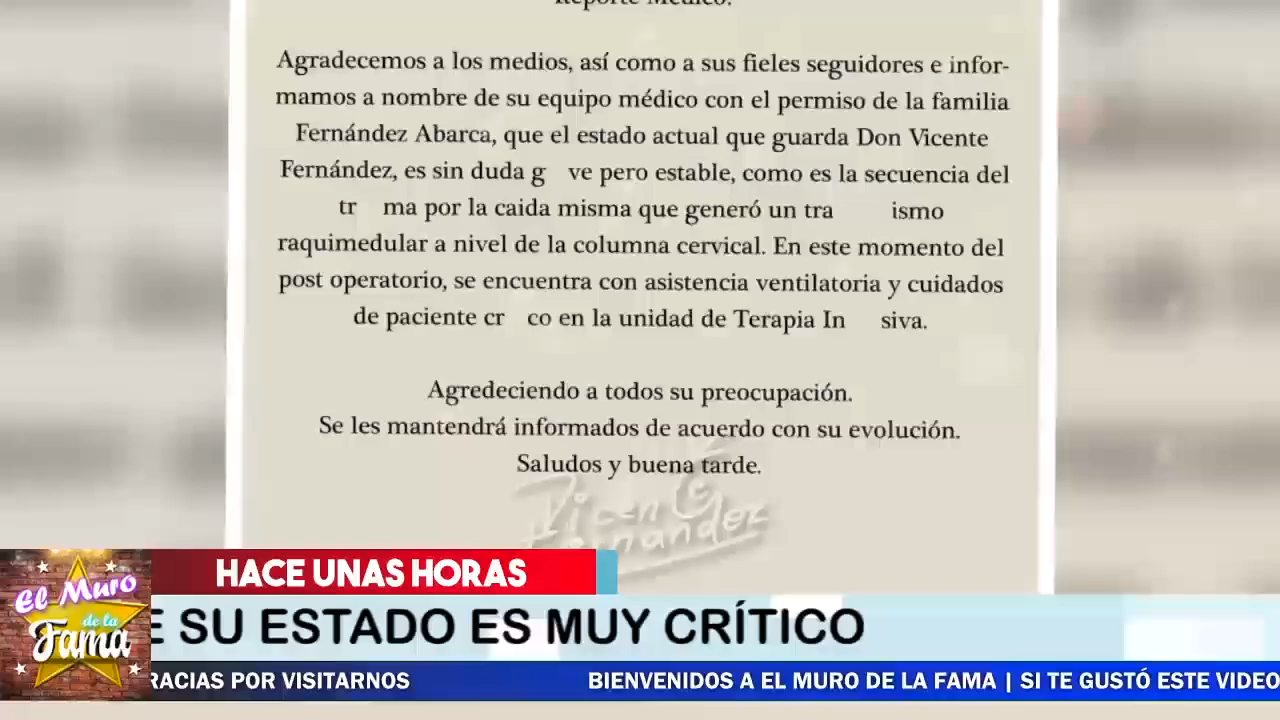 Reporte Médico.
Agradecemos a los medios, así como a sus fieles seguidores e infor-
mamos a nombre de su equipo médico con el permiso de la familia
Fernández Abarca, que el estado actual que guarda Don Vicente
Fernández, es sin duda g ve pero estable, como es la secuencia del
tr ma por la caida misma que generó un tra ismo
raquimedular a nivel de la columna cervical. En este momento del
post operatorio, se encuentra con asistencia ventilatoria y cuidados
de paciente cr co en la unidad de Terapia In siva.
Agredeciendo a todos su preocupación.
Se les mantendrá informados de acuerdo con su evolución.
Saludos y buena tarde.
Vicente
Fernández
HACE UNAS HORAS
E SU ESTADO ES MUY CRÍTICO
El Muro
de la
Fama
RACIAS POR VISITARNOS BIENVENIDOS A EL MURO DE LA FAMA | SI TE GUSTÓ ESTE VIDEO